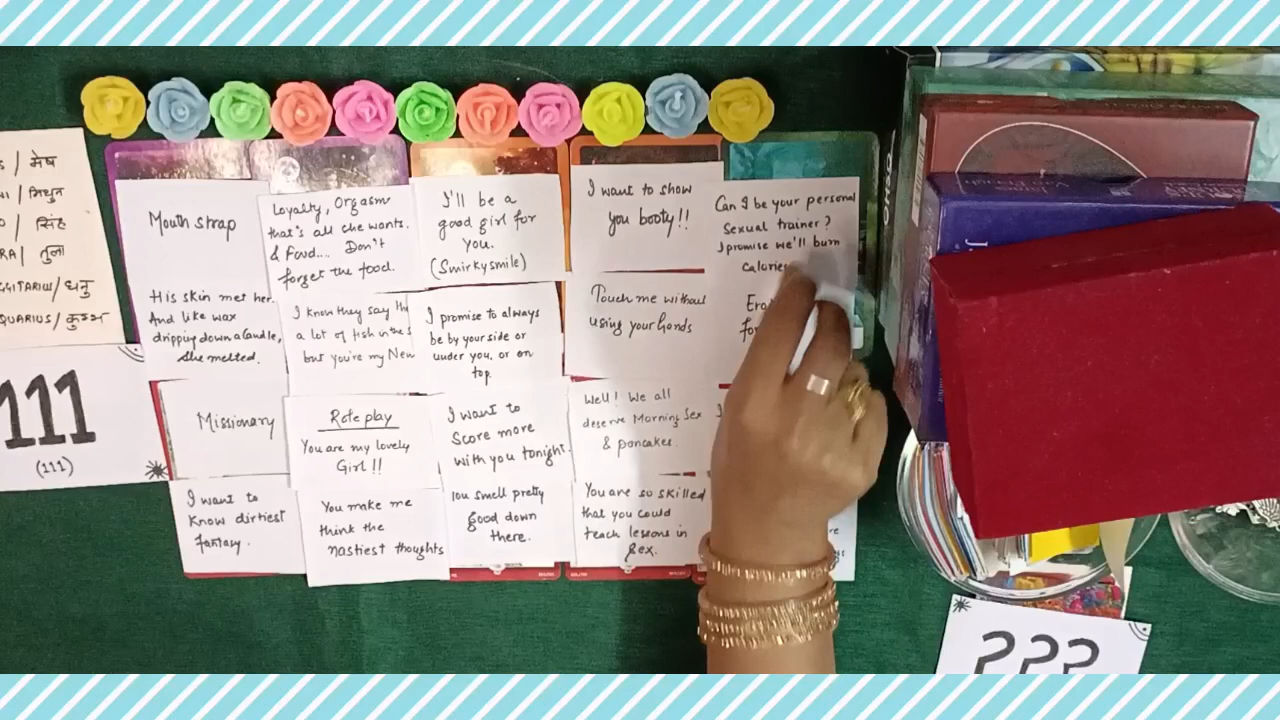 मेष
मिथुन
सिंह
RA/ तुला
GGITARIUS/ धनु
QUARIUS/ कुम्भ
111
(111)
Mouth strap
His skin met her.
And like wax
dripping down a Candle,
She melted.
Missionary
I want to
know dirtiest
fantasy.
Loyalty, Orgasm
that's all she wants.
& Food.... Don't
forget the food.
I know they say
a lot of fish in the s
but you're my New
Role play
You are my lovely
Girl !!
You make me
think the
nastiest thoughts
I'll be a
good girl for
you.
(Smirky smile)
I promise to always
be by your side or
under you, or on
top.
I want to
Score more
with you tonight.
You smell pretty
good down
there.
I want to show
you booty!!
Touch me without
using your hands
Well! We all
deserve Morning Sex
& pancakes.
You are so skilled
that you could
teach lessons in
Sex.
Can I be your personal
sexual trainer?
I promise we'll burn
calories
OSHO
???